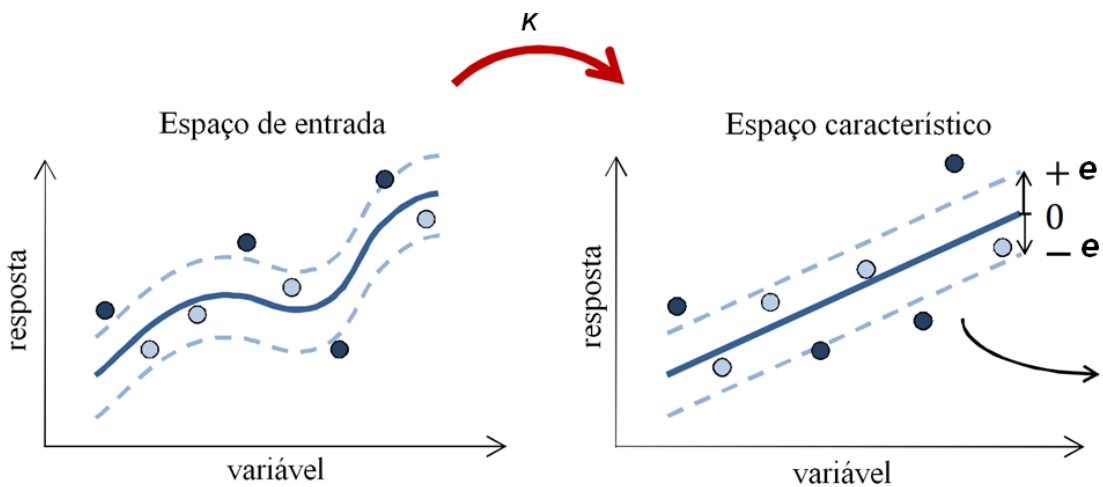 K
Espaço de entrada
resposta
variável
Espaço característico
resposta
variável
+ e
0
− e